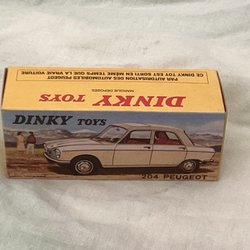 PAR AUTORISATION DES AUTOMOBILES PEUGEOT
CE DINKY TOY EST SORTI EN MÊME TEMPS QUE LA VRAIE VOITURE
DINKY TOYS
MARQUE DÉPOSÉE
DINKY TOYS
204 PEUGEOT